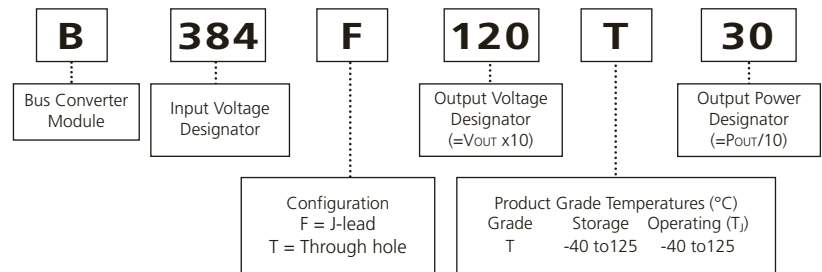 B 384 F 120 T 30
Bus Converter
Module
Input Voltage
Designator
Output Voltage
Designator
(=VOUT x10)
Output Power
Designator
(=POUT/10)
Configuration
F = J-lead
T = Through hole
Product Grade Temperatures (°C)
Grade Storage Operating (TJ)
T -40 to125 -40 to125